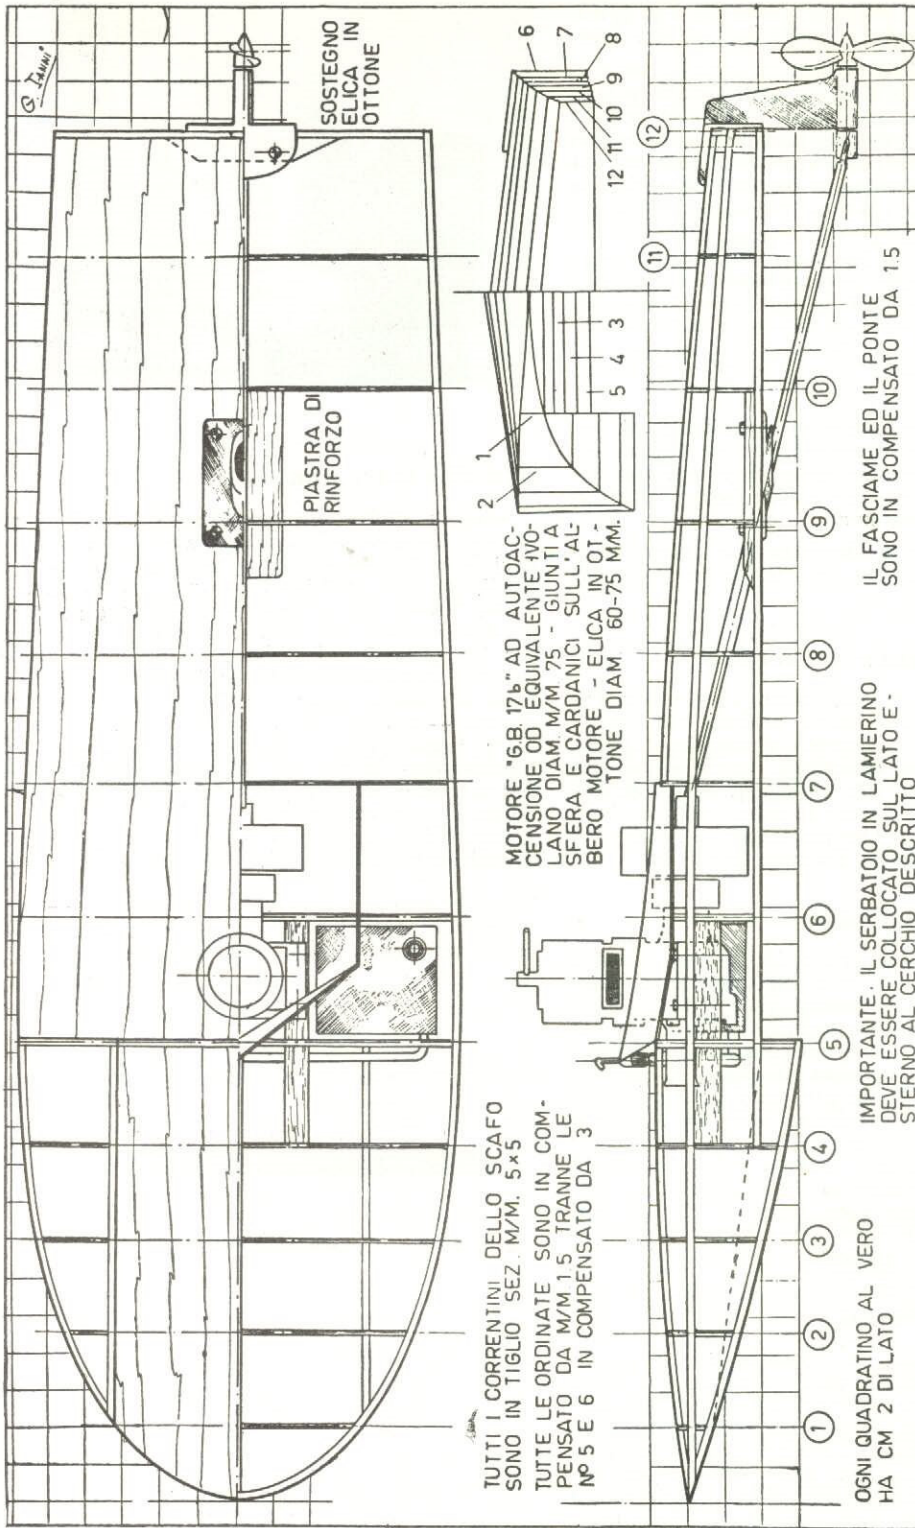 G. IANNI'
SOSTEGNO
ELICA IN
OTTONE
PIASTRA DI
RINFORZO
TUTTI I CORRENTINI DELLO SCAFO
SONO IN TIGLIO SEZ. M/M. 5x5
TUTTE LE ORDINATE SONO IN COM-
PENSATO DA M/M 1.5 TRANNE LE
Nº 5 E 6 IN COMPENSATO DA 3
MOTORE "G.B. 17b" AD AUTOAC-
CENSIONE OD EQUIVALENTE (VO-
LANO DIAM. M/M 75 - GIUNTI A
SFERA E CARDANICI SULL'AL-
BERO MOTORE - ELICA IN OT-
TONE DIAM. 60-75 M/M.
2
1
5
4
3
12
11
10
9
8
7
6
1
2
3
4
5
6
7
8
9
10
11
12
OGNI QUADRATINO AL VERO
HA CM 2 DI LATO
IMPORTANTE. IL SERBATOIO IN LAMIERINO
DEVE ESSERE COLLOCATO SUL LATO E-
STERNO AL CERCHIO DESCRITTO
IL FASCIAME ED IL PONTE
SONO IN COMPENSATO DA 1.5